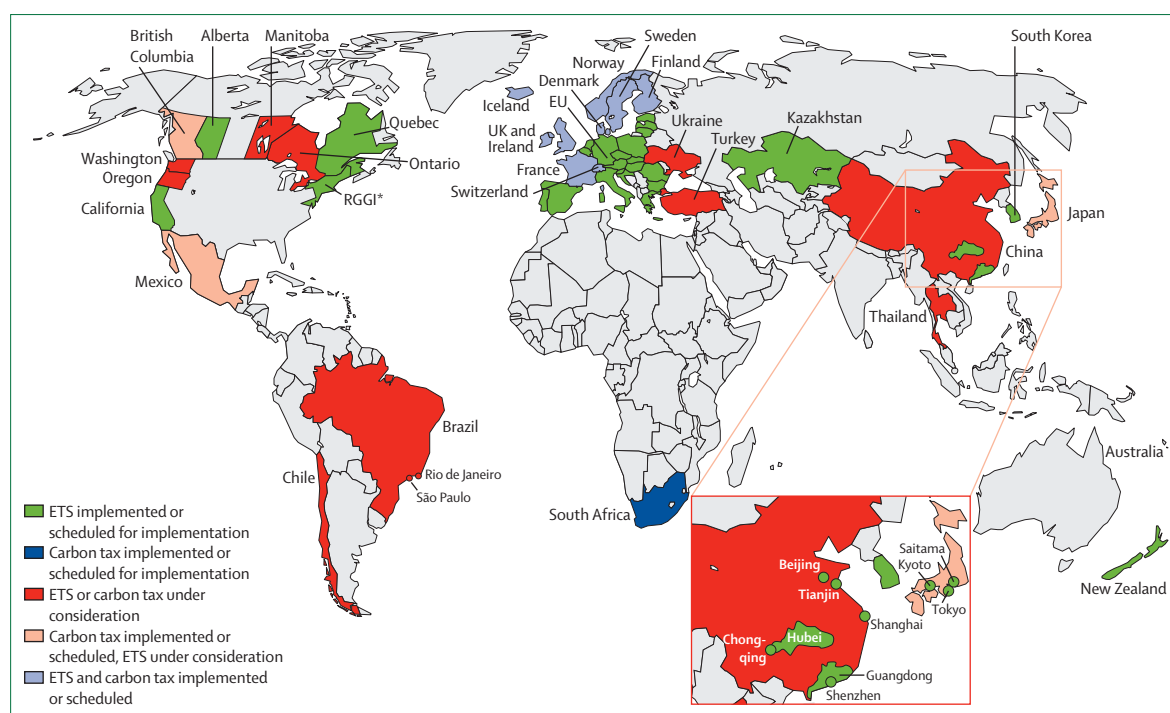 British
Columbia
Alberta
Manitoba
Sweden
Norway
Finland
South Korea
Denmark
EU
Iceland
Quebec
UK and
Ireland
Ukraine
Turkey
Kazakhstan
Washington
Oregon
Ontario
France
Switzerland
RGGI*
California
Japan
China
Mexico
Thailand
Brazil
Rio de Janeiro
São Paulo
Chile
Australia
South Africa
New Zealand
ETS implemented or
scheduled for implementation
Carbon tax implemented or
scheduled for implementation
ETS or carbon tax under
consideration
Carbon tax implemented or
scheduled, ETS under consideration
ETS and carbon tax implemented
or scheduled
Beijing
Tianjin
Saitama
Kyoto
Tokyo
Shanghai
Hubei
Chong-
qing
Guangdong
Shenzhen